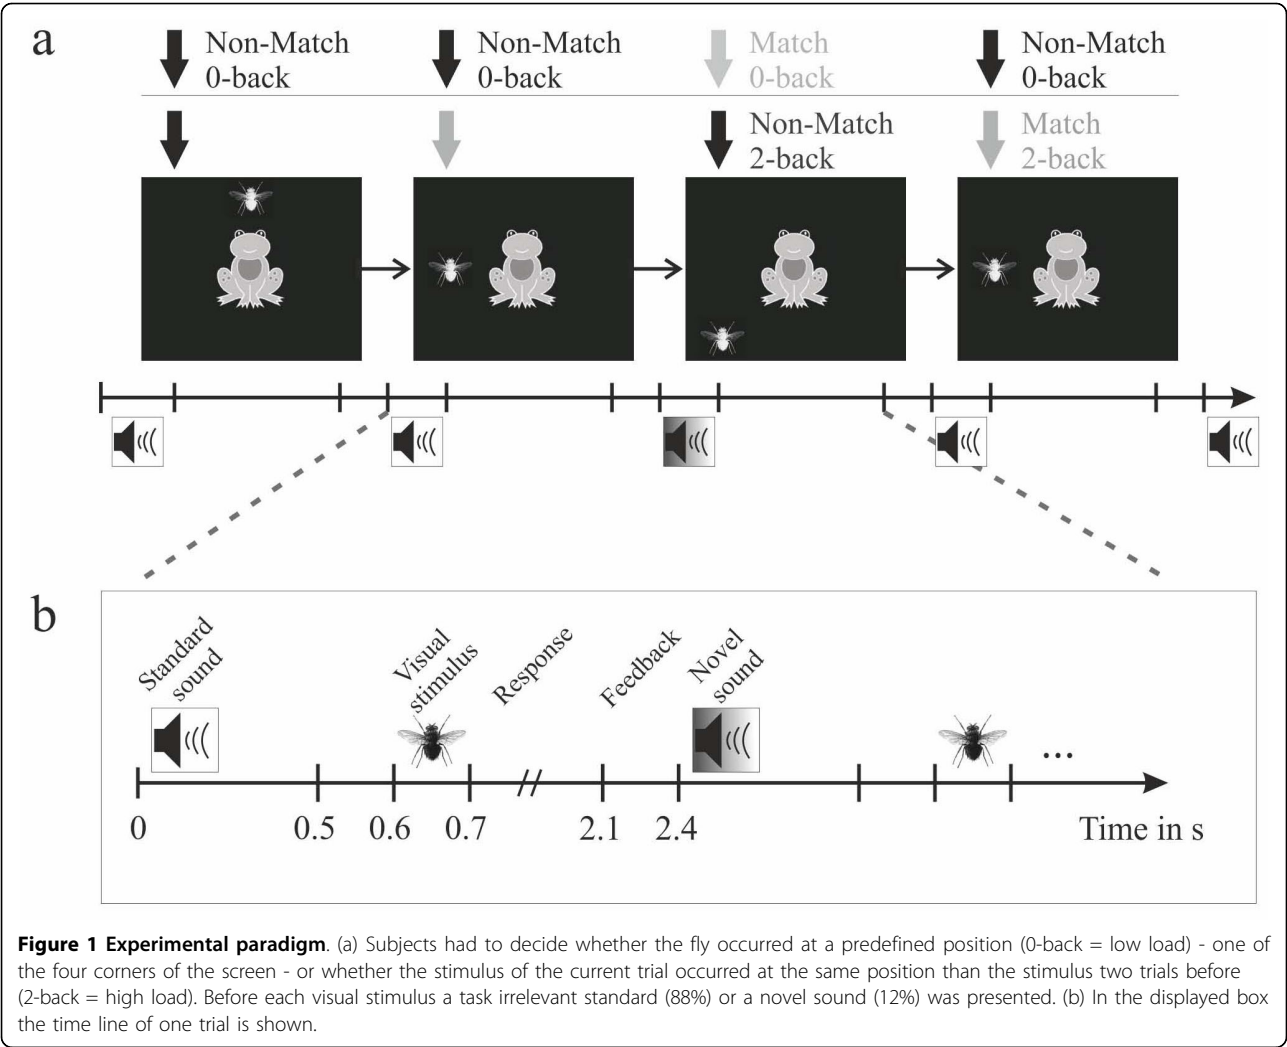 a
Non-Match
0-back
Non-Match
0-back
Match
0-back
Non-Match
0-back
Non-Match
2-back
Match
2-back
b
Standard
sound
Visual
stimulus
Response
Feedback
Novel
sound
...
0
0.5
0.6
0.7
2.1
2.4
Time in s
Figure 1 Experimental paradigm. (a) Subjects had to decide whether the fly occurred at a predefined position (0-back = low load) - one of
the four corners of the screen - or whether the stimulus of the current trial occurred at the same position than the stimulus two trials before
(2-back = high load). Before each visual stimulus a task irrelevant standard (88%) or a novel sound (12%) was presented. (b) In the displayed box
the time line of one trial is shown.